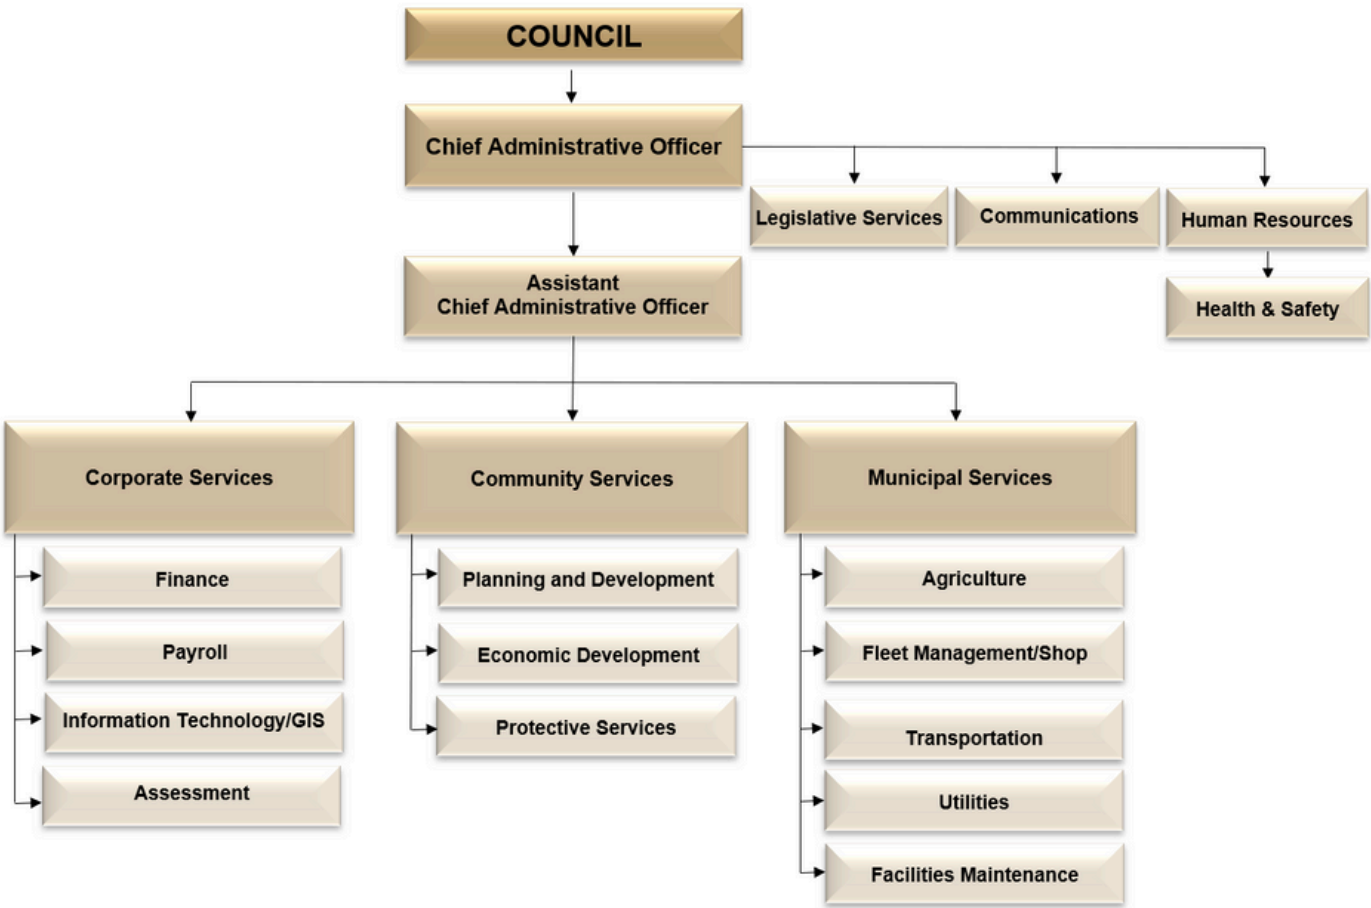 COUNCIL
Chief Administrative Officer
Legislative Services
Communications
Human Resources
Health & Safety
Assistant
Chief Administrative Officer
Corporate Services
Finance
Payroll
Information Technology/GIS
Assessment
Community Services
Planning and Development
Economic Development
Protective Services
Municipal Services
Agriculture
Fleet Management/Shop
Transportation
Utilities
Facilities Maintenance